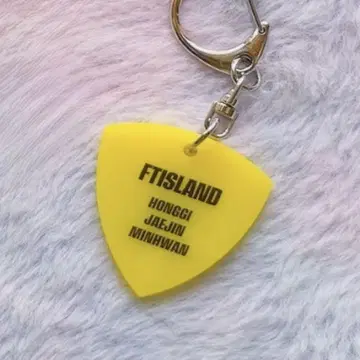 FTISLAND
HONGGI
JAEJIN
MINHWAN